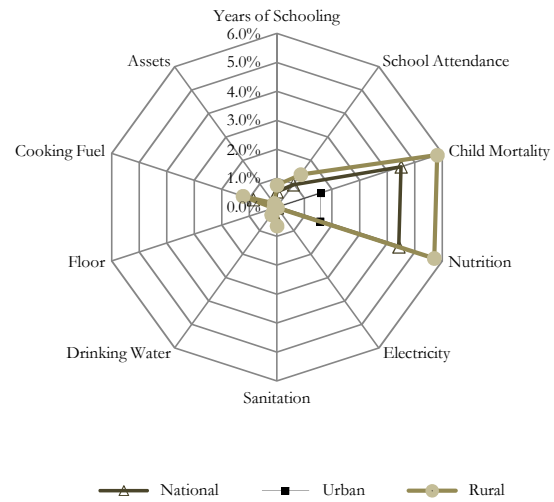 Years of Schooling
6.0%
5.0%
Assets
School Attendance
4.0%
3.0%
2.0%
Cooking Fuel
Child Mortality
1.0%
0.0%
Floor
Nutrition
Drinking Water
Electricity
Sanitation
National Urban Rural